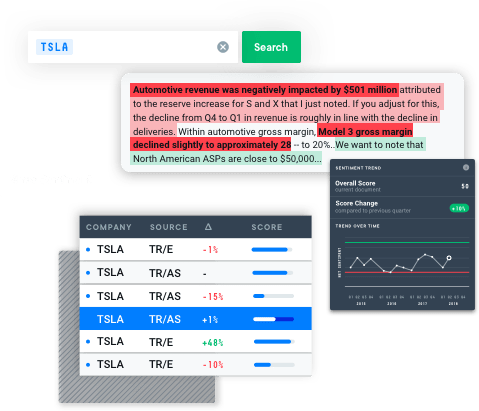 TSLA
Search
Automotive revenue was negatively impacted by $501 million attributed
to the reserve increase for S and X that I just noted. If you adjust for this,
the decline from Q4 to Q1 in revenue is roughly in line with the decline in
deliveries. Within automotive gross margin, Model 3 gross margin
declined slightly to approximately 28 -- to 20%..We want to note that
North American ASPs are close to $50,000...
SENTIMENT TREND
Overall Score
current document
50
Score Change
compared to previous quarter
+10%
TREND OVER TIME
NET SENTIMENT
Q1 Q2 Q3 Q4 Q1 Q2 Q3 Q4 Q1 Q2 Q3 Q4 Q1 Q2 Q3 Q4
2015 2016 2017 2018
COMPANY SOURCE Δ SCORE
TSLA TR/E -1%
TSLA TR/AS -
TSLA TR/AS -15%
TSLA TR/AS +1%
TSLA TR/E +48%
TSLA TR/E -10%